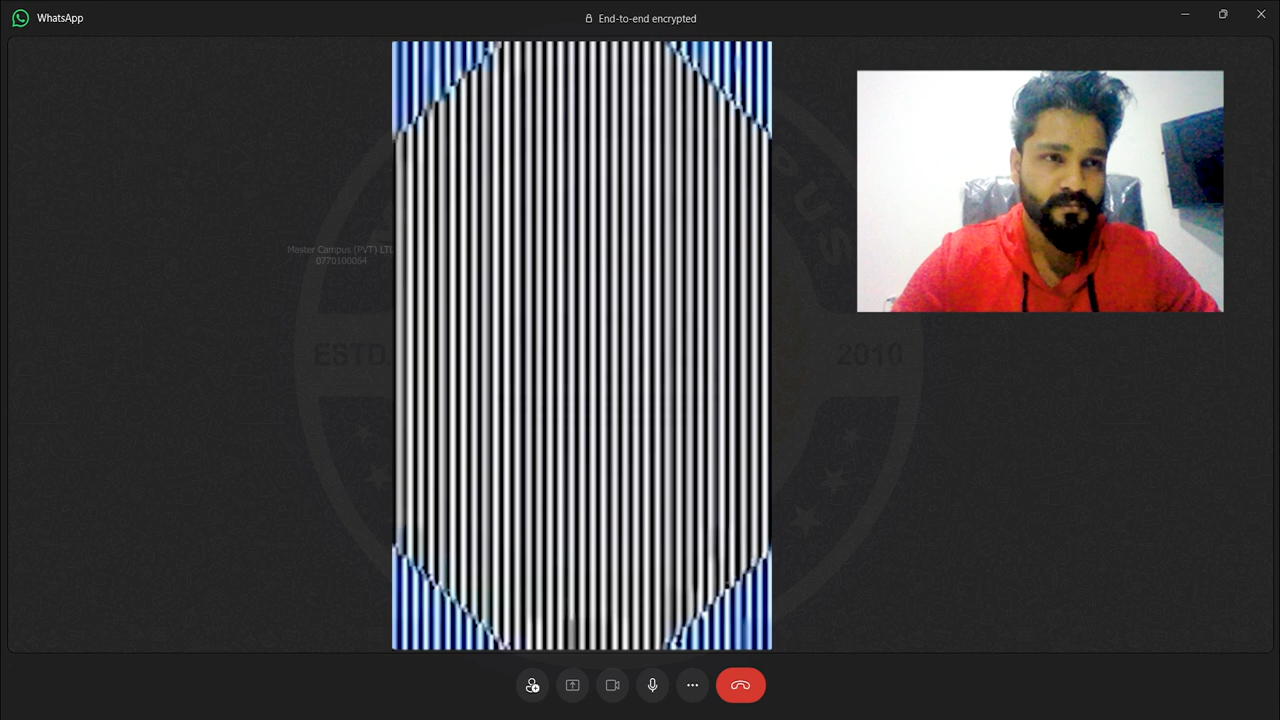 WhatsApp
End-to-end encrypted
Master Campus (PVT) LTD
0770100064
ESTD.
2010